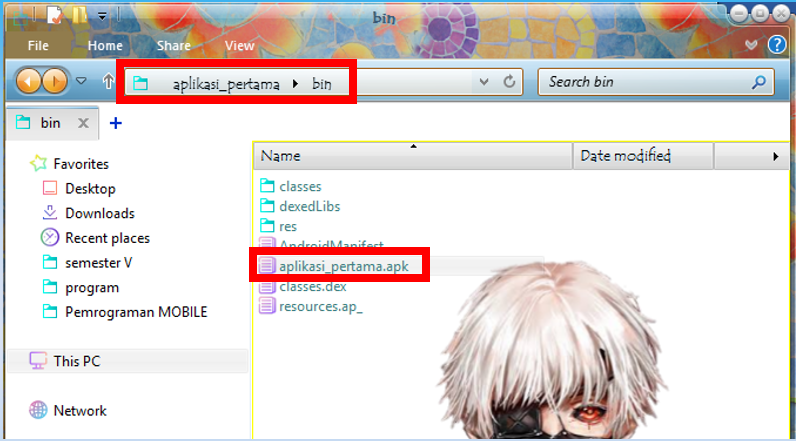 bin
File Home Share View
aplikasi_pertama bin
Search bin
bin
Favorites
Desktop
Downloads
Recent places
semester V
program
Pemrograman MOBILE
This PC
Network
Name Date modified
classes
dexedLibs
res
AndroidManifest
aplikasi_pertama.apk
classes.dex
resources.ap_